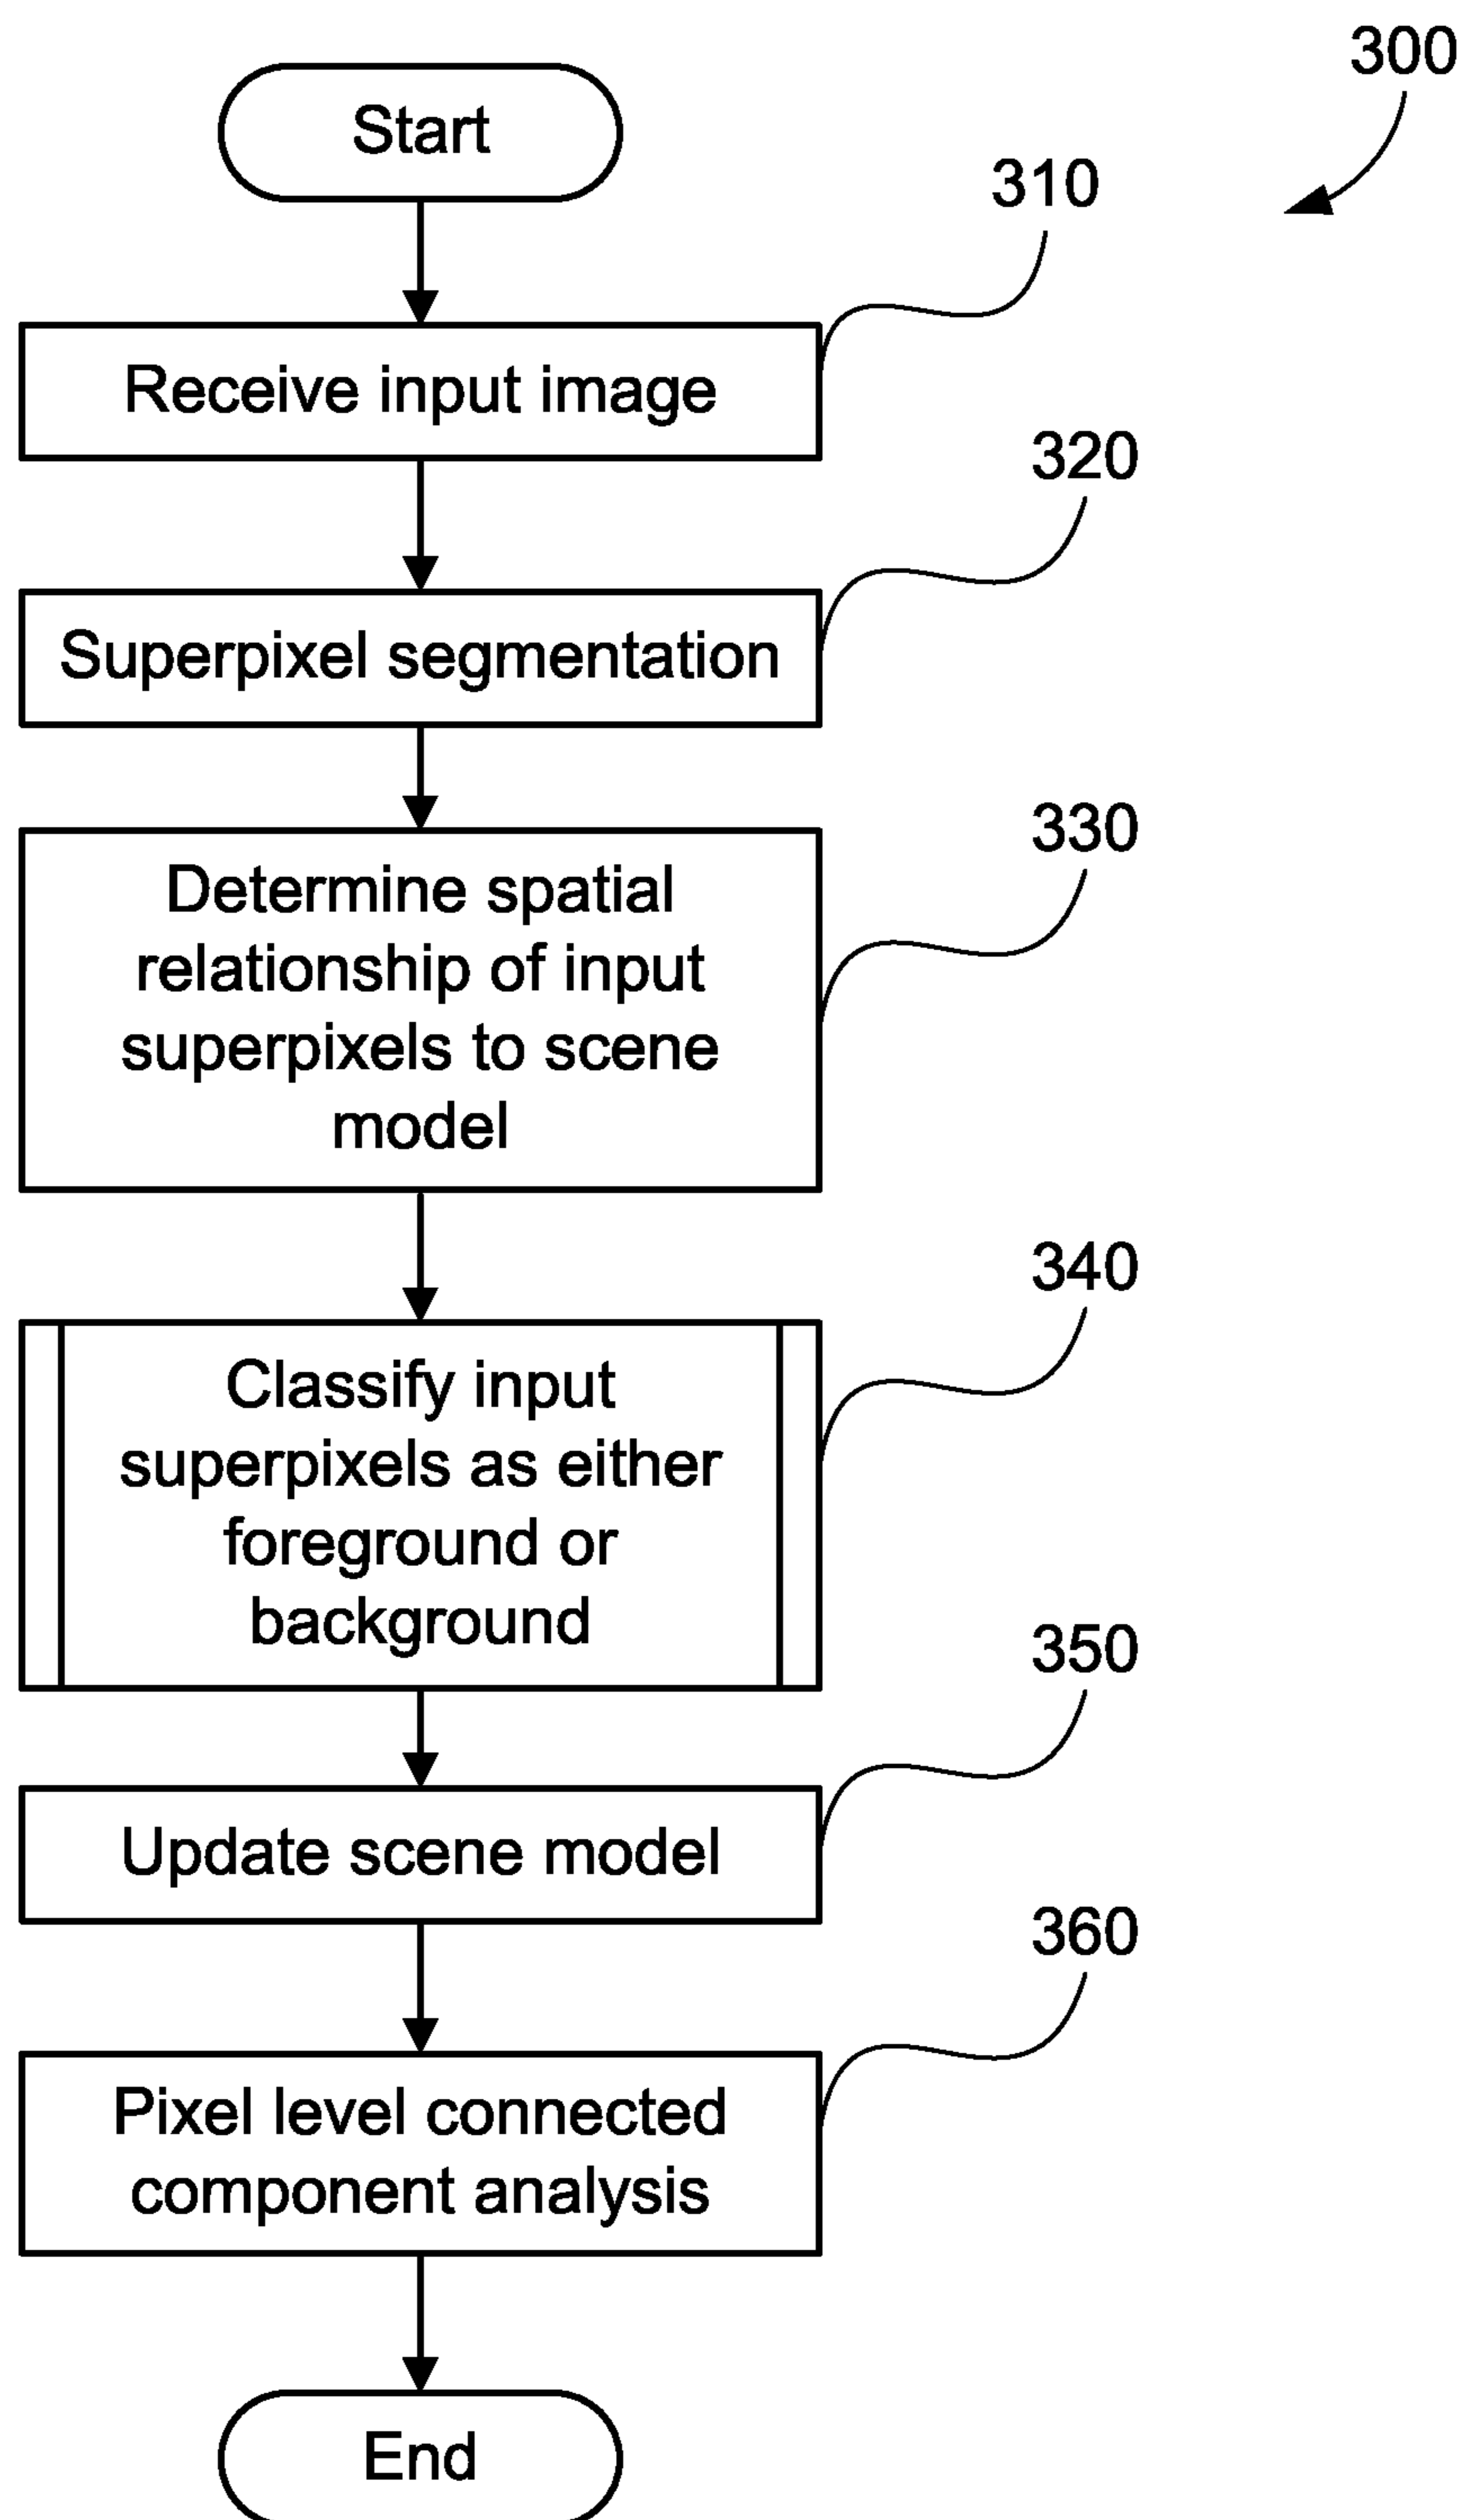 300
Start
310
Receive input image
320
Superpixel segmentation
330
Determine spatial
relationship of input
superpixels to scene
model
340
Classify input
superpixels as either
foreground or
background
350
Update scene model
360
Pixel level connected
component analysis
End